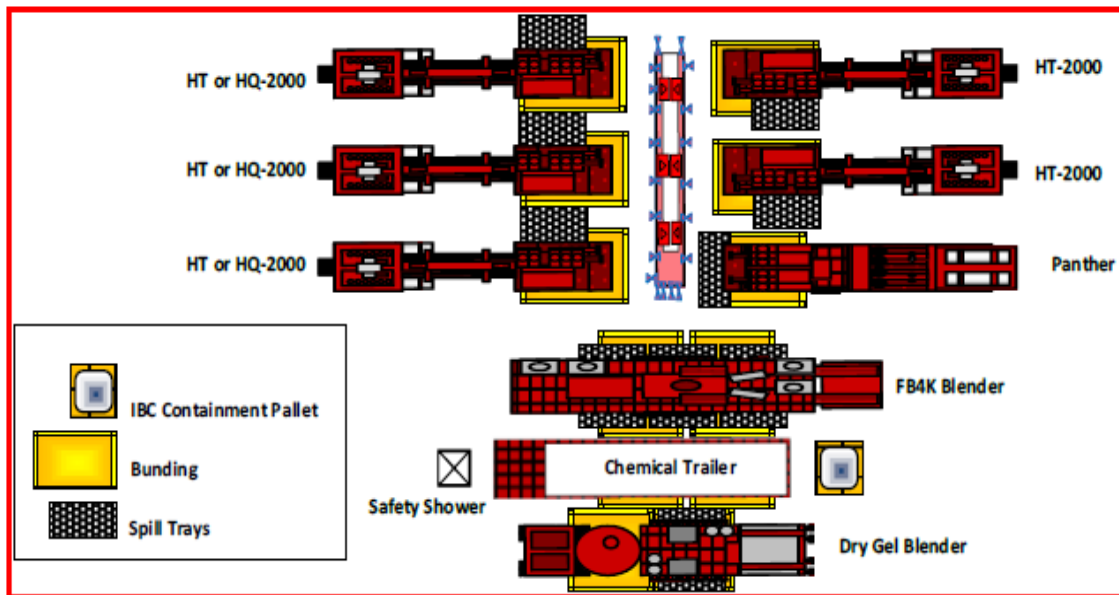 HT or HQ-2000
HT-2000
HT or HQ-2000
HT-2000
HT or HQ-2000
Panther
IBC Containment Pallet
Bunding
Spill Trays
FB4K Blender
Chemical Trailer
Safety Shower
Dry Gel Blender